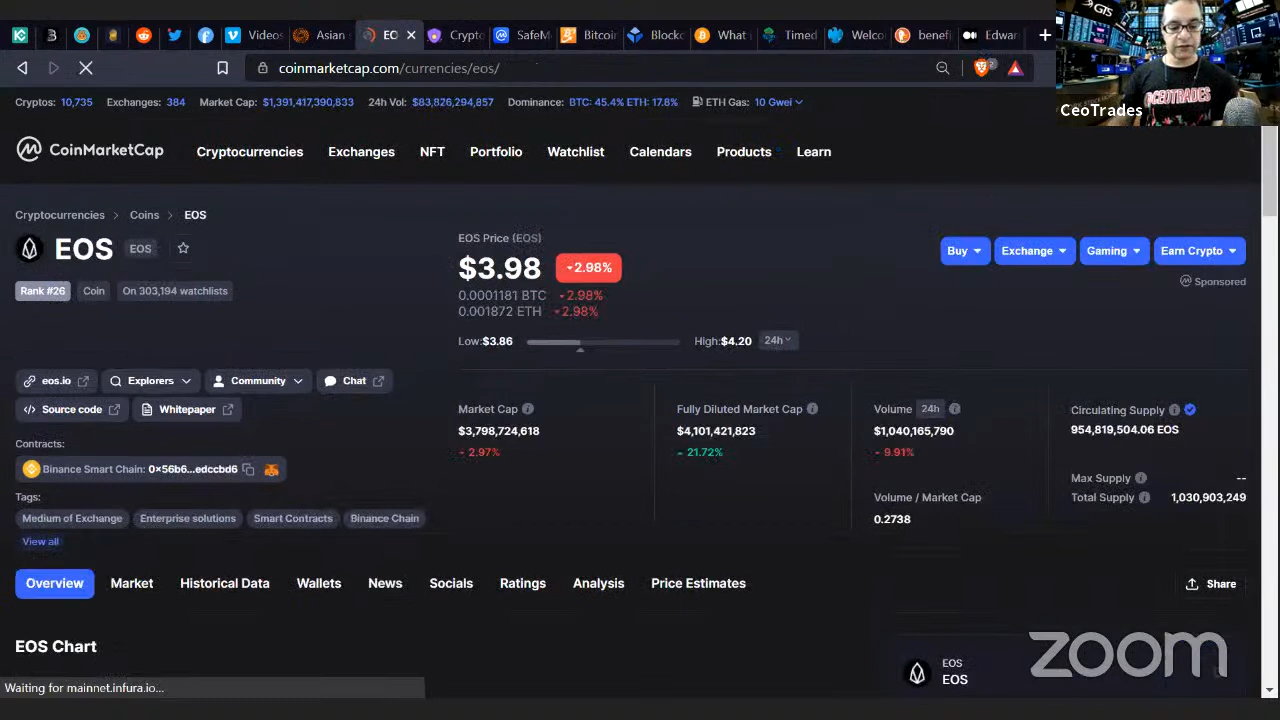 Videos
Asian
EO
Crypto
SafeM
Bitcoin
Blocko
What i
Timed
Welco
benef
Edwar
coinmarketcap.com/currencies/eos/
2
GTS
@CEOTRADES
CeoTrades
Cryptos: 10,735 Exchanges: 384 Market Cap: $1,391,417,390,833 24h Vol: $83,826,294,857 Dominance: BTC: 45.4% ETH: 17.8% ETH Gas: 10 Gwei
CoinMarketCap Cryptocurrencies Exchanges NFT Portfolio Watchlist Calendars Products Learn
Cryptocurrencies > Coins > EOS
EOS EOS
Rank #26 Coin On 303,194 watchlists
EOS Price (EOS)
$3.98 2.98%
0.0001181 BTC 2.98%
0.001872 ETH 2.98%
Low:$3.86 High:$4.20 24h
Buy Exchange Gaming Earn Crypto
Sponsored
eos.io Explorers Community Chat
Source code Whitepaper
Contracts:
Binance Smart Chain: 0x56b6...edccbd6
Tags:
Medium of Exchange Enterprise solutions Smart Contracts Binance Chain
View all
Market Cap
$3,798,724,618
2.97%
Fully Diluted Market Cap
$4,101,421,823
21.72%
Volume 24h
$1,040,165,790
9.91%
Volume / Market Cap
0.2738
Circulating Supply
954,819,504.06 EOS
Max Supply --
Total Supply 1,030,903,249
Overview Market Historical Data Wallets News Socials Ratings Analysis Price Estimates Share
EOS Chart
EOS
EOS
zoom
Waiting for mainnet.infura.io...